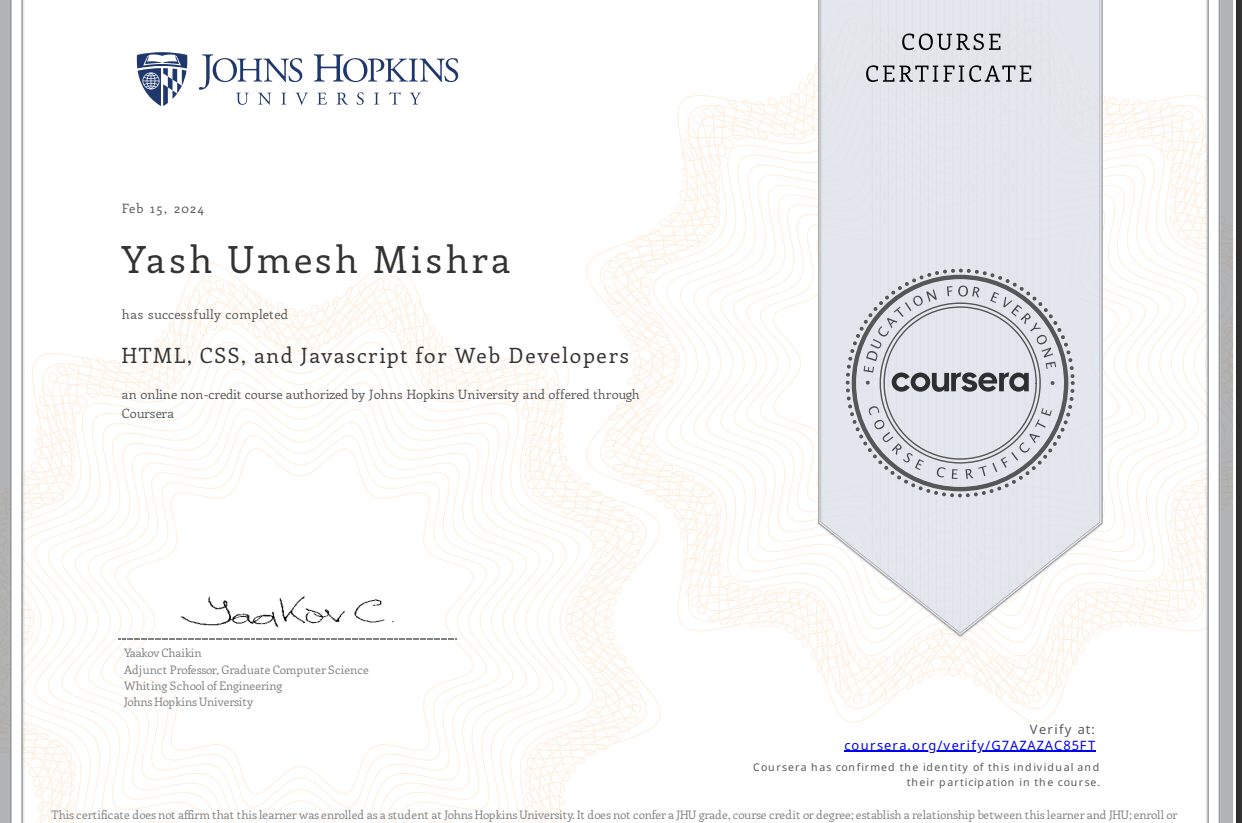 JOHNS HOPKINS
UNIVERSITY
COURSE
CERTIFICATE
Feb 15, 2024
Yash Umesh Mishra
has successfully completed
HTML, CSS, and Javascript for Web Developers
an online non-credit course authorized by Johns Hopkins University and offered through
Coursera
EDUCATION FOR EVERYONE
coursera
COURSE CERTIFICATE
Yaakov C.
Yaakov Chaikin
Adjunct Professor, Graduate Computer Science
Whiting School of Engineering
Johns Hopkins University
Verify at:
coursera.org/verify/G7AZAZAC85FT
Coursera has confirmed the identity of this individual and
their participation in the course.
This certificate does not affirm that this learner was enrolled as a student at Johns Hopkins University. It does not confer a JHU grade, course credit or degree; establish a relationship between this learner and JHU; enroll or